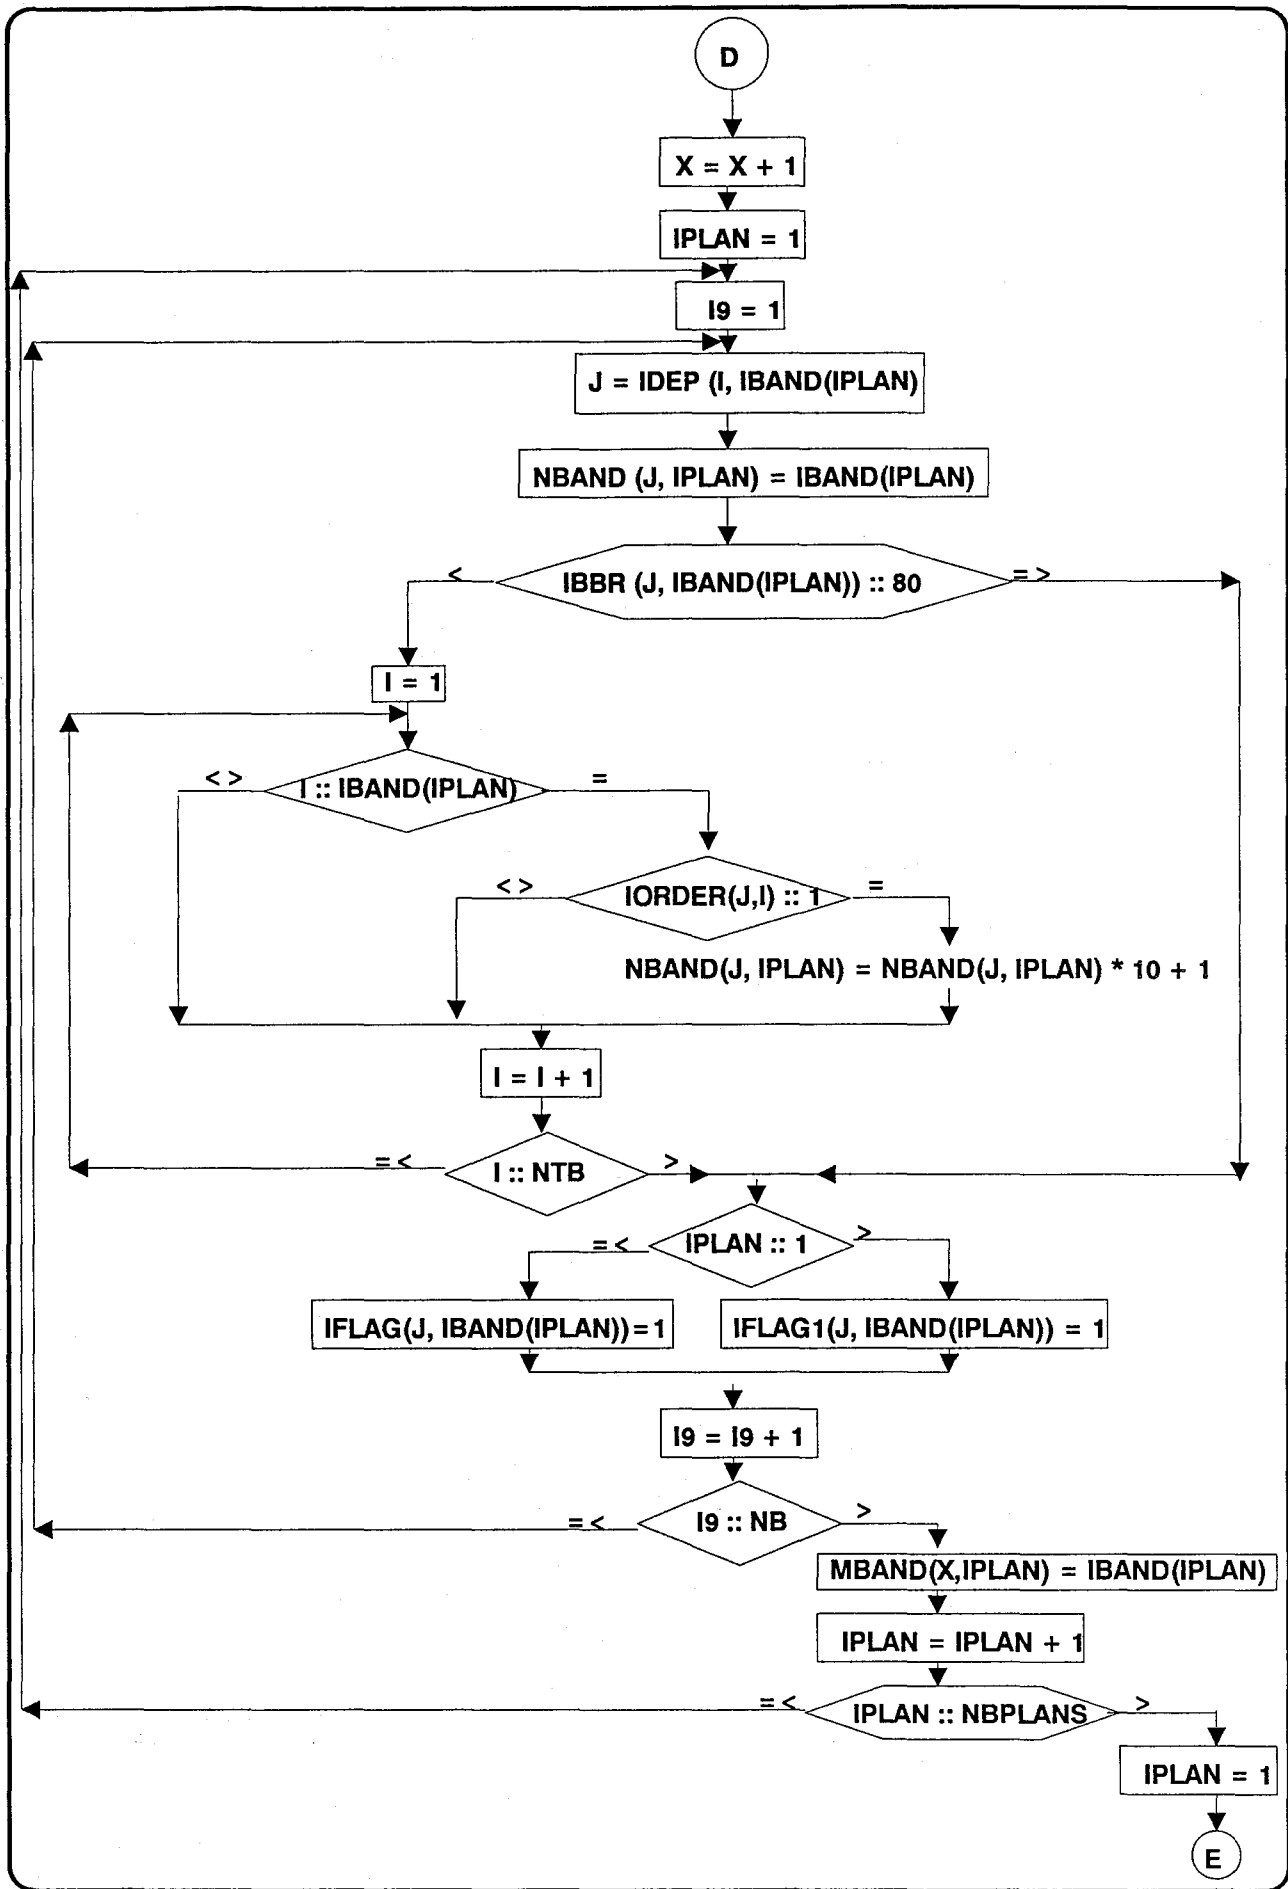 D
X = X + 1
IPLAN = 1
I9 = 1
J = IDEP (I, IBAND(IPLAN)
NBAND (J, IPLAN) = IBAND(IPLAN)
< IBBR (J, IBAND(IPLAN)) :: 80 = >
I = 1
< > I :: IBAND(IPLAN) =
< > IORDER(J,I) :: 1 =
NBAND(J, IPLAN) = NBAND(J, IPLAN) * 10 + 1
I = I + 1
= < I :: NTB >
= < IPLAN :: 1 >
IFLAG(J, IBAND(IPLAN)) = 1 IFLAG1(J, IBAND(IPLAN)) = 1
I9 = I9 + 1
= < I9 :: NB >
MBAND(X,IPLAN) = IBAND(IPLAN)
IPLAN = IPLAN + 1
= < IPLAN :: NBPLANS >
IPLAN = 1
E